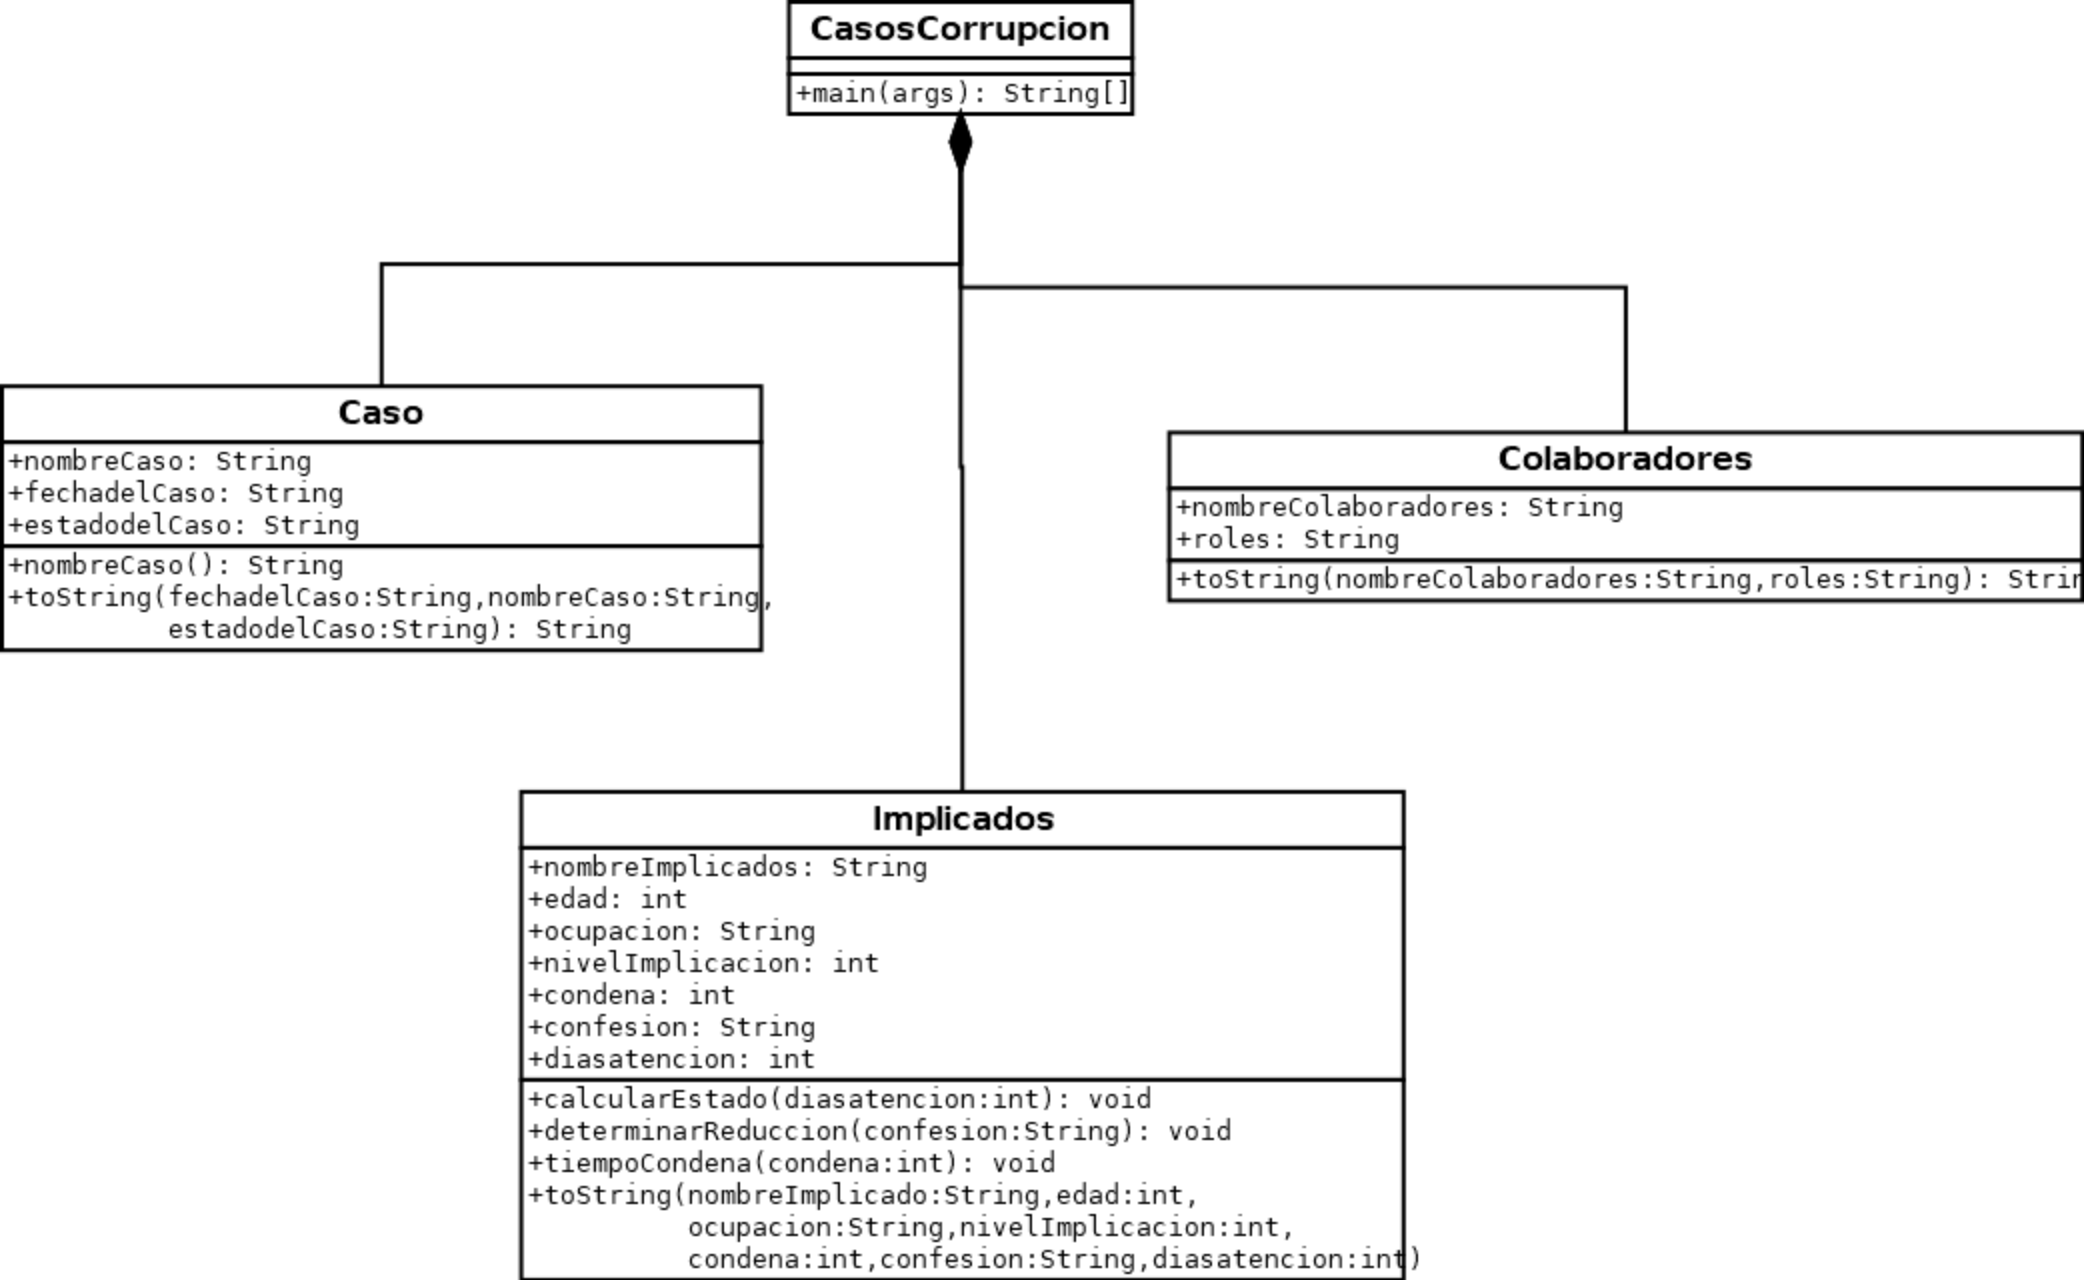 CasosCorrupcion
+main(args): String[]
Caso
+nombreCaso: String
+fechadelCaso: String
+estadodelCaso: String
+nombreCaso(): String
+toString(fechadelCaso:String,nombreCaso:String,
estadodelCaso:String): String
Colaboradores
+nombreColaboradores: String
+roles: String
+toString(nombreColaboradores:String,roles:String): Strin
Implicados
+nombreImplicados: String
+edad: int
+ocupacion: String
+nivelImplicacion: int
+condena: int
+confesion: String
+diasatencion: int
+calcularEstado(diasatencion:int): void
+determinarReduccion(confesion:String): void
+tiempoCondena(condena:int): void
+toString(nombreImplicado:String,edad:int,
ocupacion:String,nivelImplicacion:int,
condena:int,confesion:String,diasatencion:int)